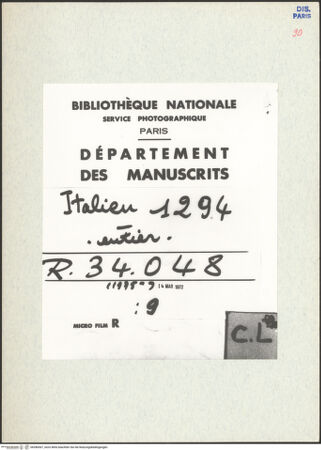 DIS.
PARIS
30
BIBLIOTHÈQUE NATIONALE
SERVICE PHOTOGRAPHIQUE
PARIS
DÉPARTEMENT
DES MANUSCRITS
Italien 1294
. entier .
R. 34.048
14 MAR 1972
: 9
MICRO FILM R
C.L